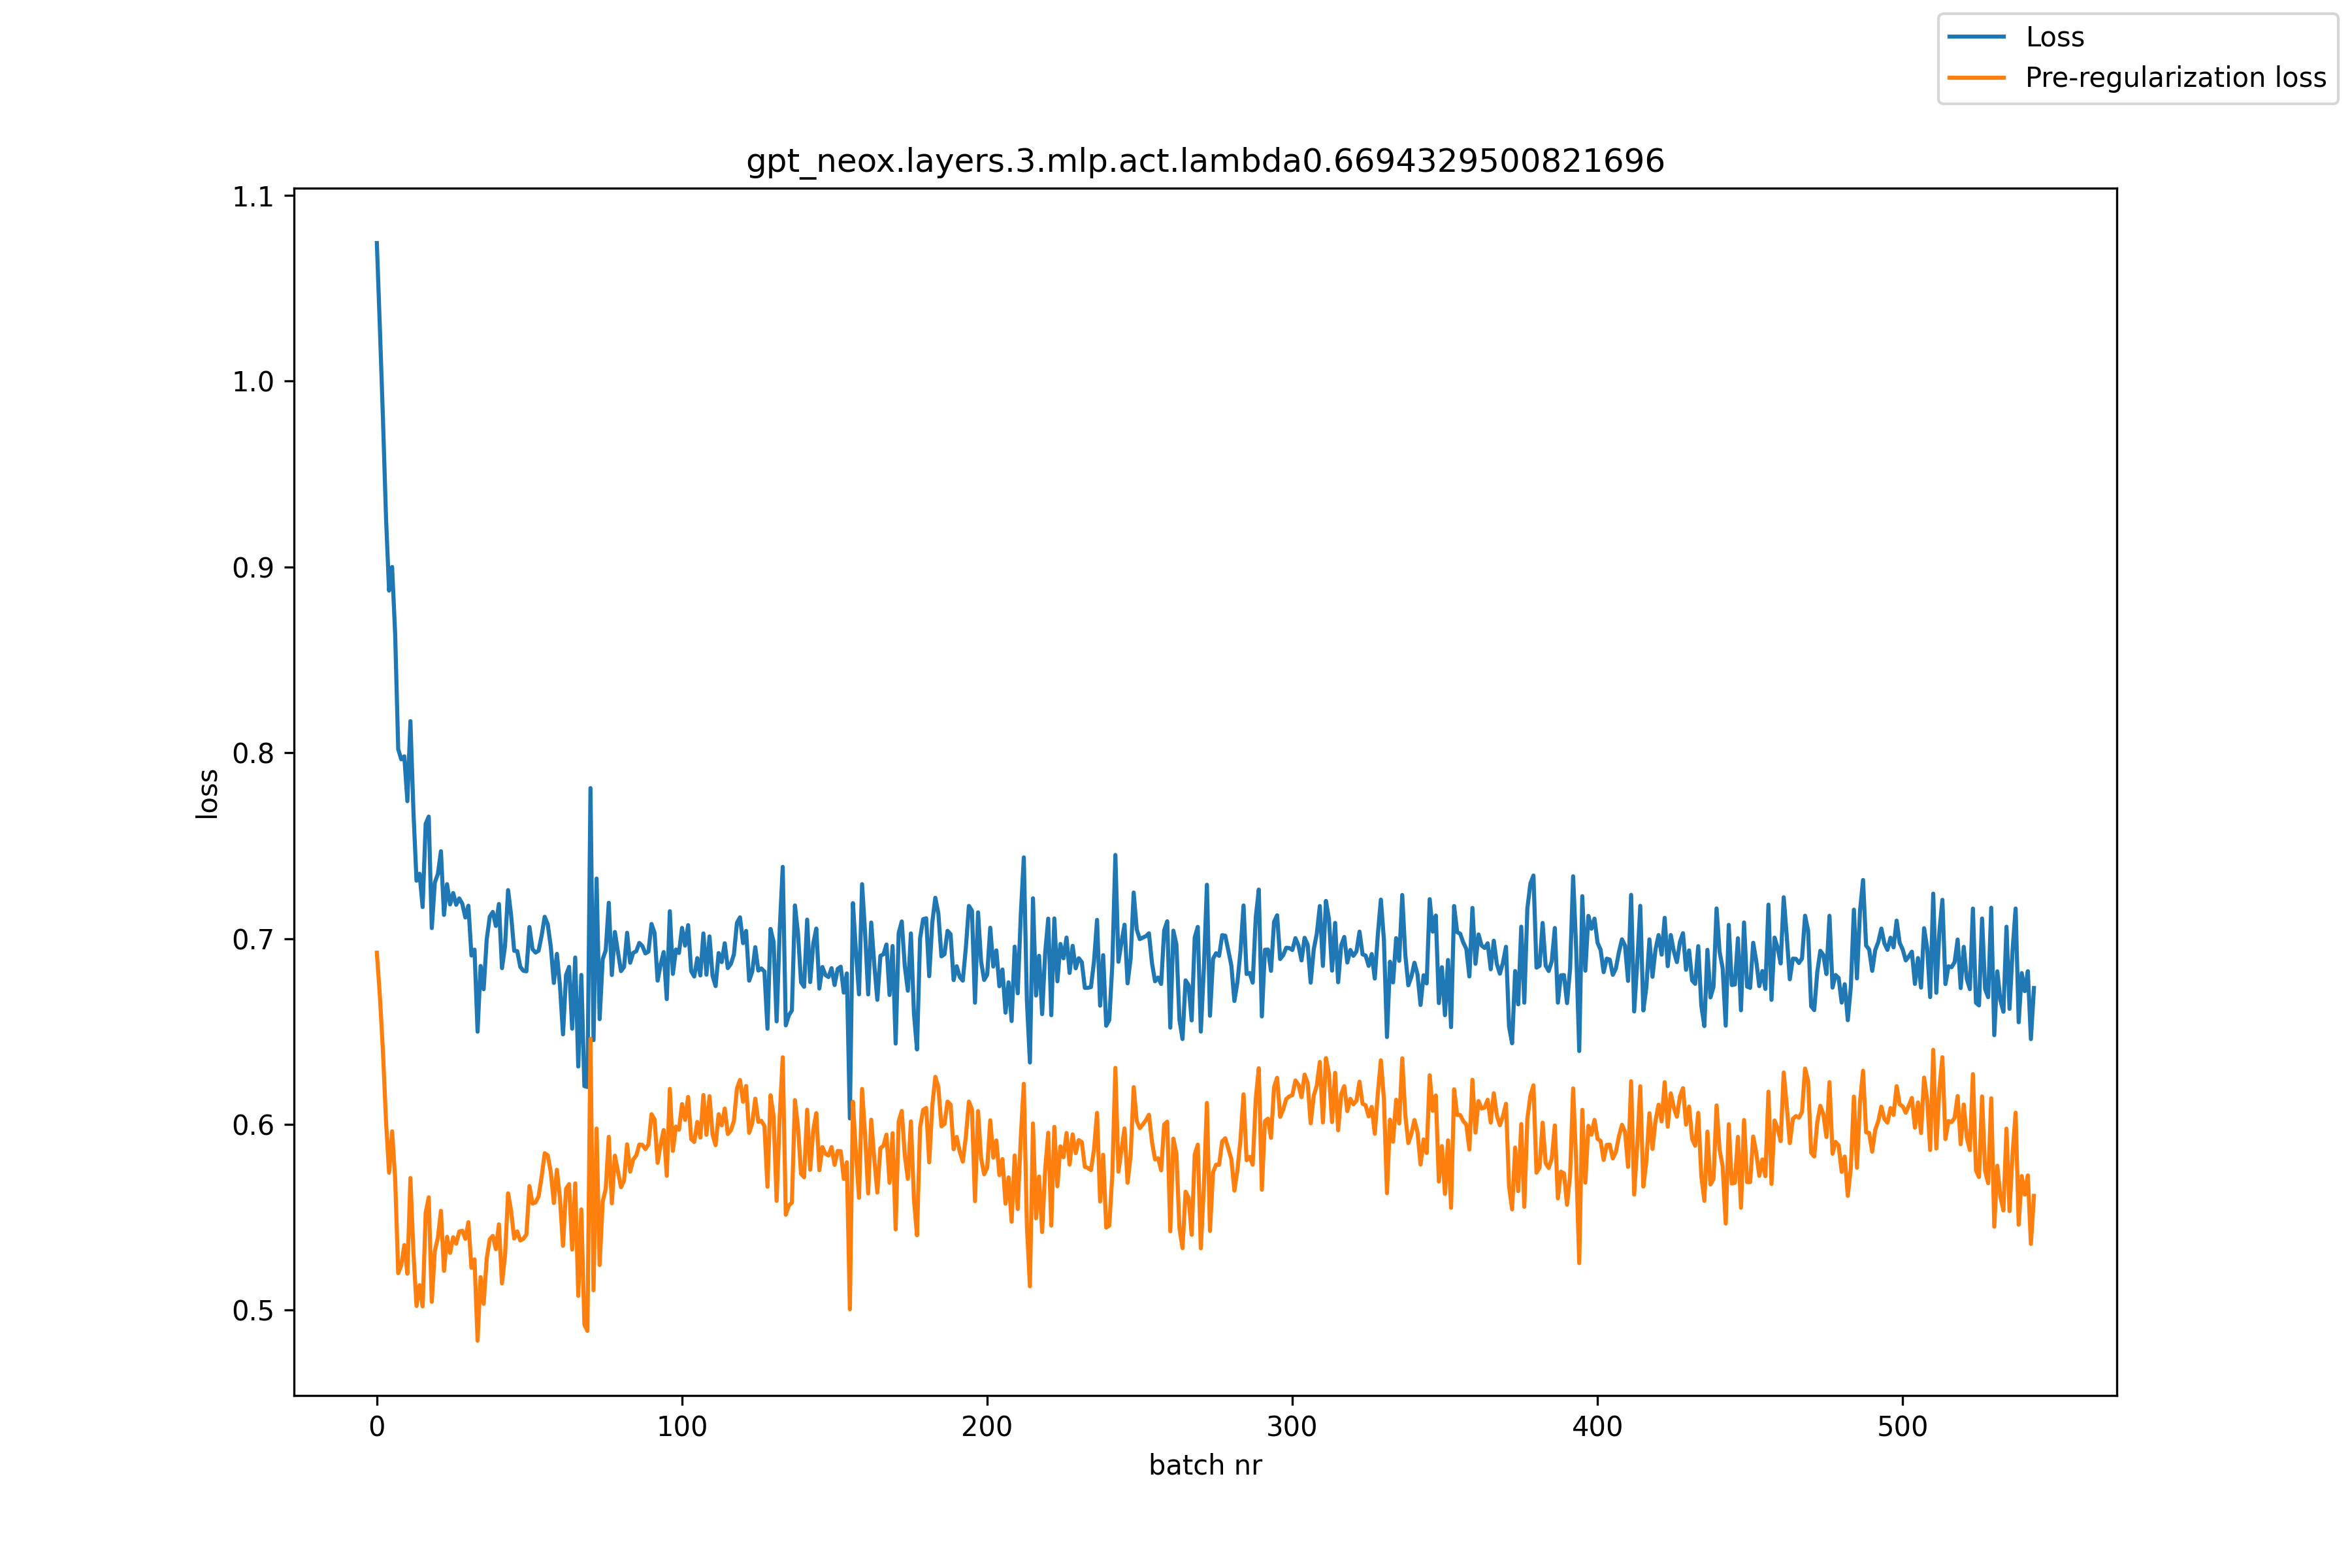 Loss
Pre-regularization loss
gpt_neox.layers.3.mlp.act.lambda0.6694329500821696
1.1
1.0
0.9
0.8
0.7
0.6
0.5
loss
0 100 200 300 400 500
batch nr